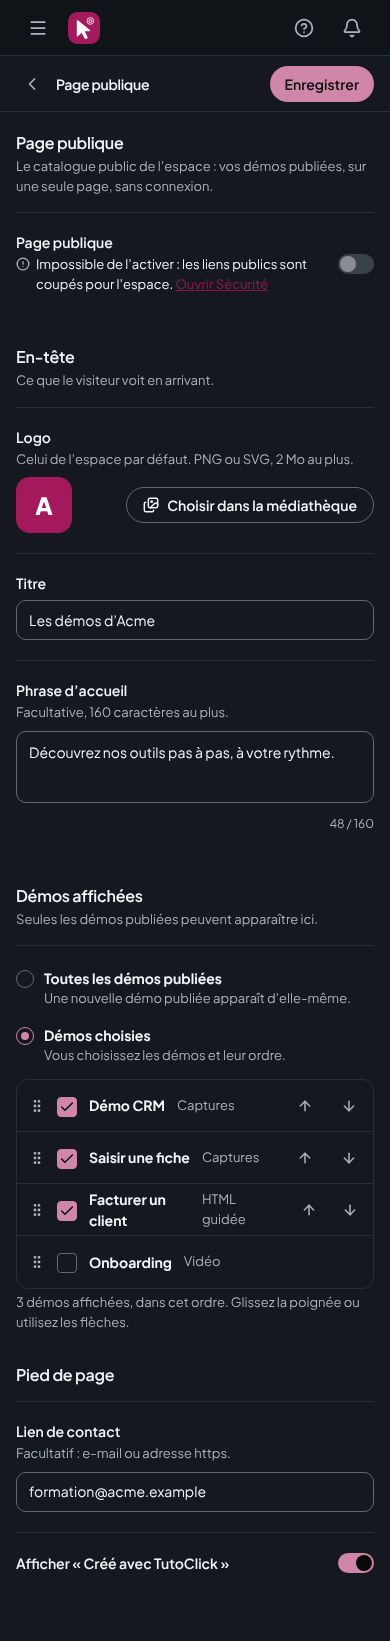 Page publique
Enregistrer
Page publique
Le catalogue public de l'espace : vos démos publiées, sur
une seule page, sans connexion.
Page publique
Impossible de l'activer : les liens publics sont
coupés pour l'espace. Ouvrir Sécurité
En-tête
Ce que le visiteur voit en arrivant.
Logo
Celui de l'espace par défaut. PNG ou SVG, 2 Mo au plus.
A
Choisir dans la médiathèque
Titre
Les démos d'Acme
Phrase d'accueil
Facultative, 160 caractères au plus.
Découvrez nos outils pas à pas, à votre rythme.
48 / 160
Démos affichées
Seules les démos publiées peuvent apparaître ici.
Toutes les démos publiées
Une nouvelle démo publiée apparaît d'elle-même.
Démos choisies
Vous choisissez les démos et leur ordre.
Démo CRM Captures
Saisir une fiche Captures
Facturer un HTML
client guidée
Onboarding Vidéo
3 démos affichées, dans cet ordre. Glissez la poignée ou
utilisez les flèches.
Pied de page
Lien de contact
Facultatif : e-mail ou adresse https.
formation@acme.example
Afficher « Créé avec TutoClick »